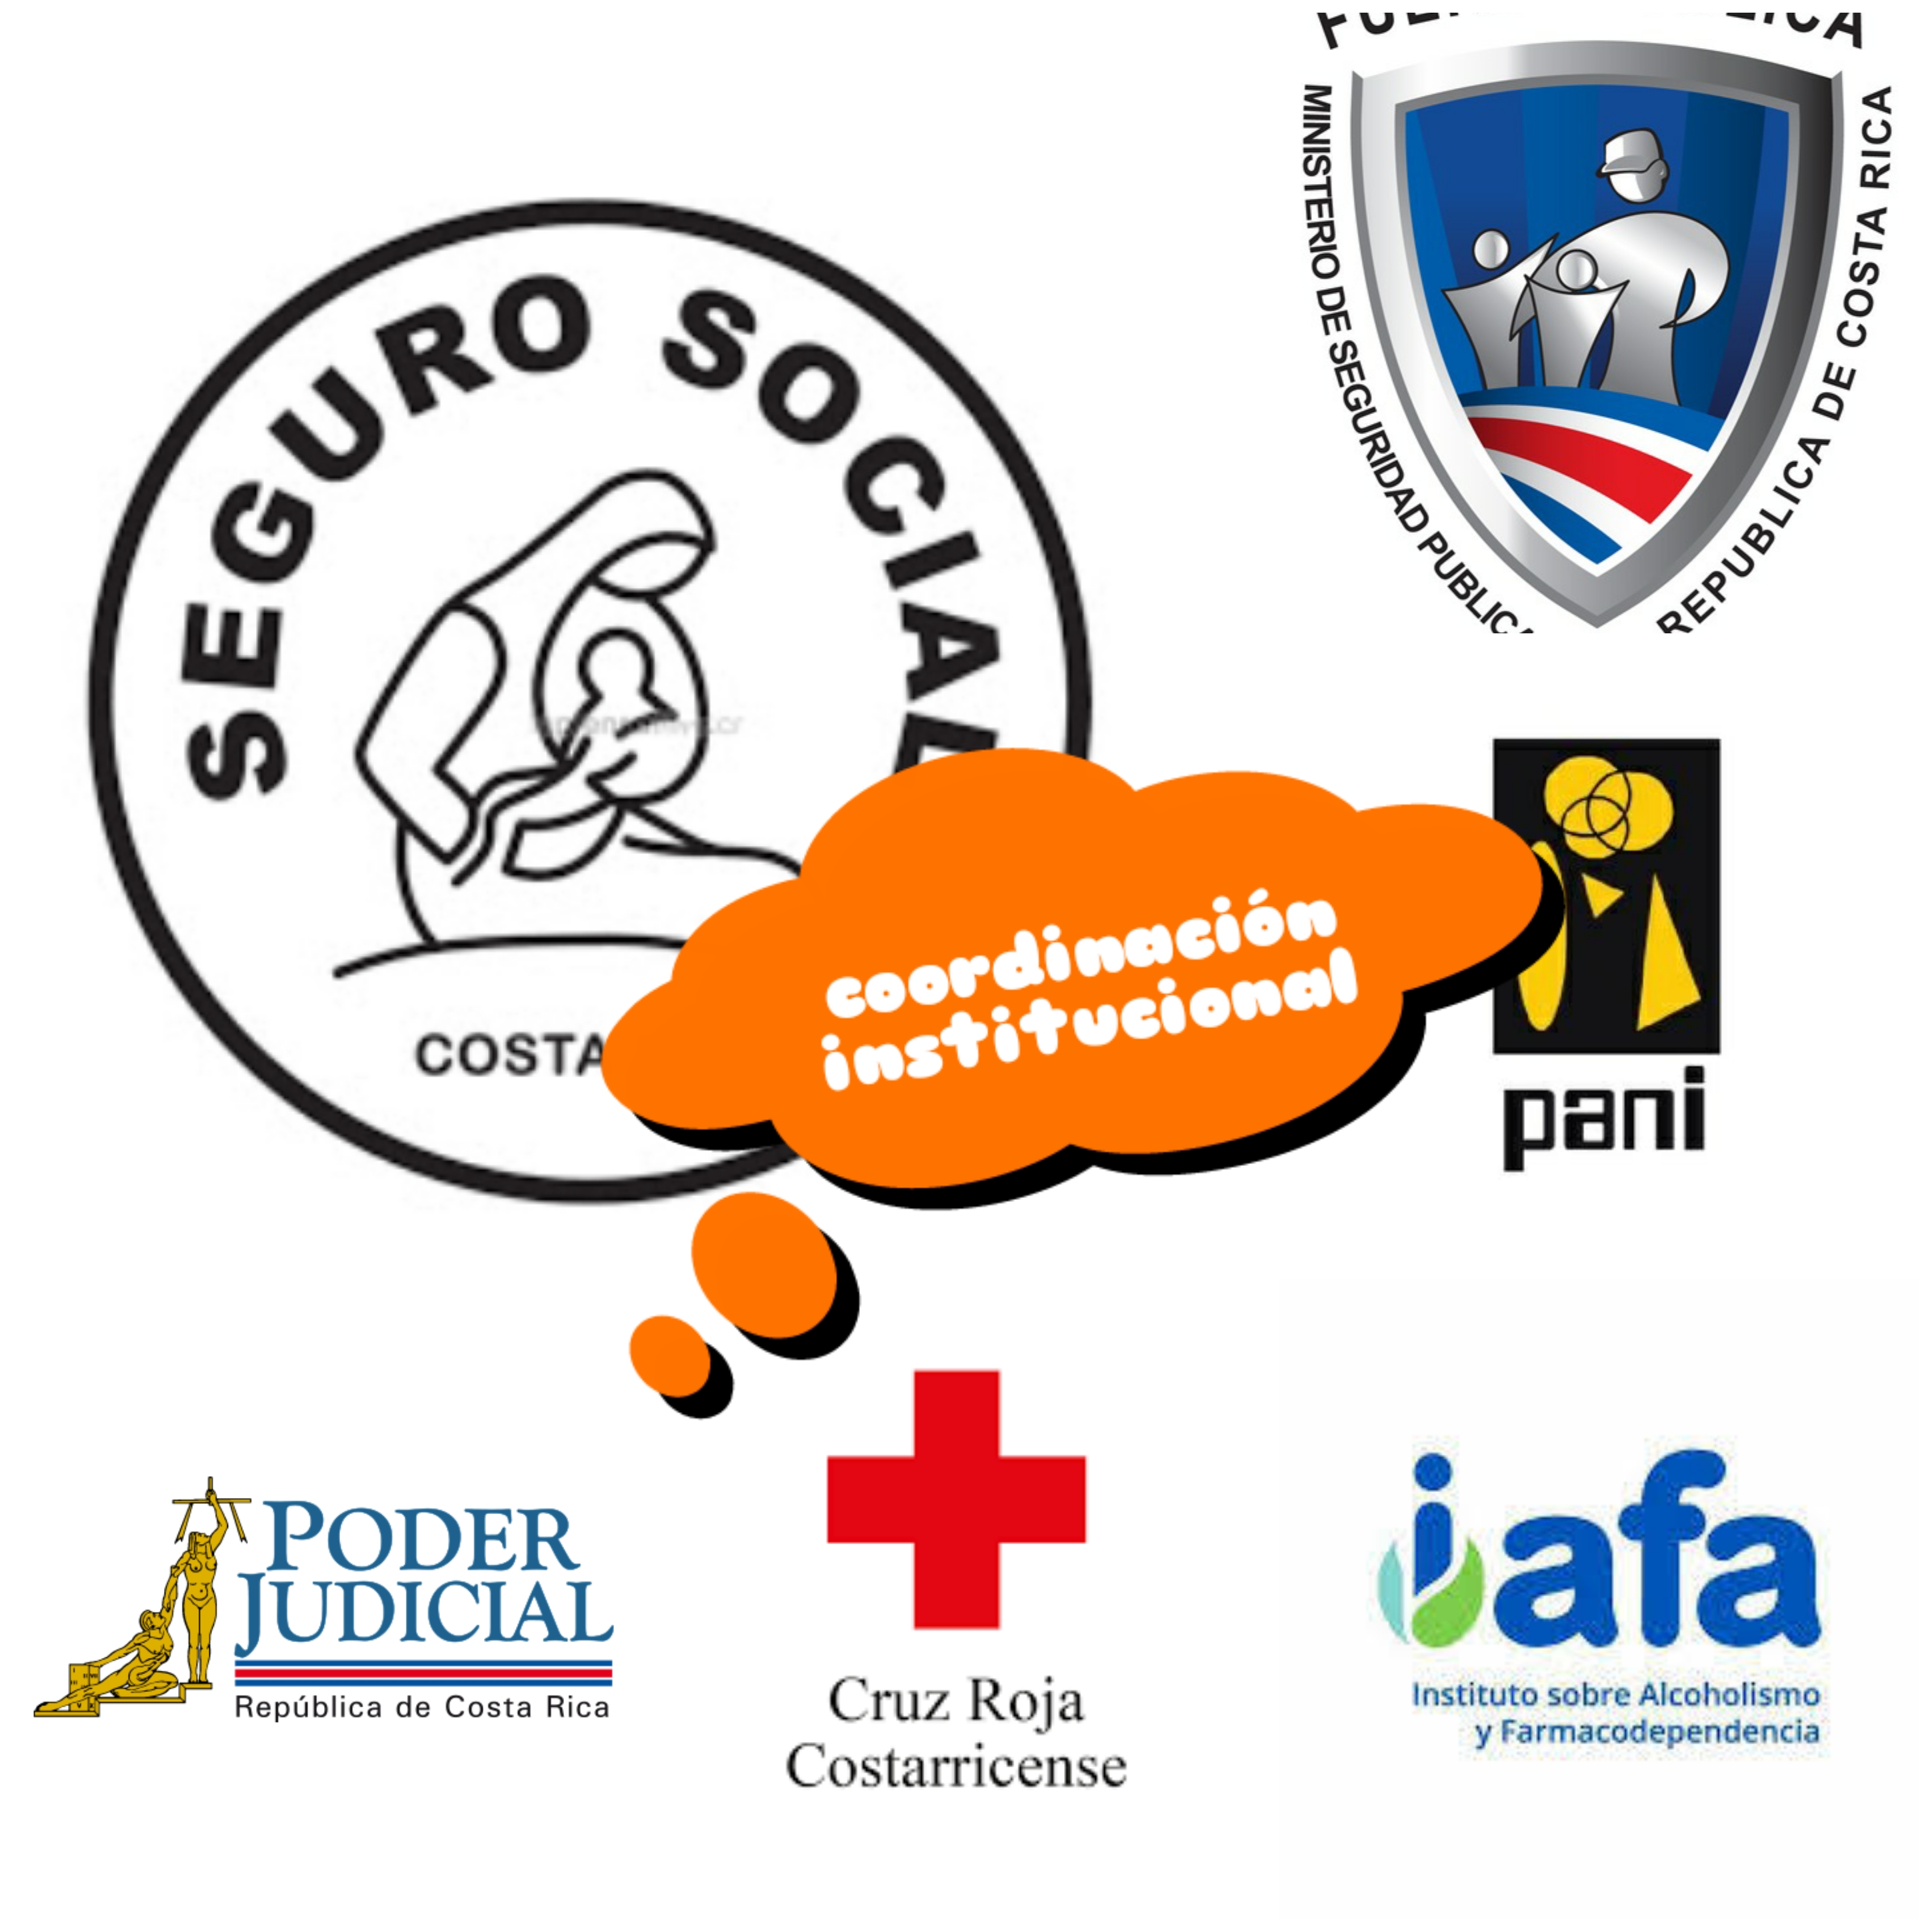 SEGURO SOCIAL
COSTA
MINISTERIO DE SEGURIDAD PUBLICA
REPUBLICA DE COSTA RICA
coordinación
institucional
pani
PODER
JUDICIAL
República de Costa Rica
Cruz Roja
Costarricense
iafa
Instituto sobre Alcoholismo
y Farmacodependencia